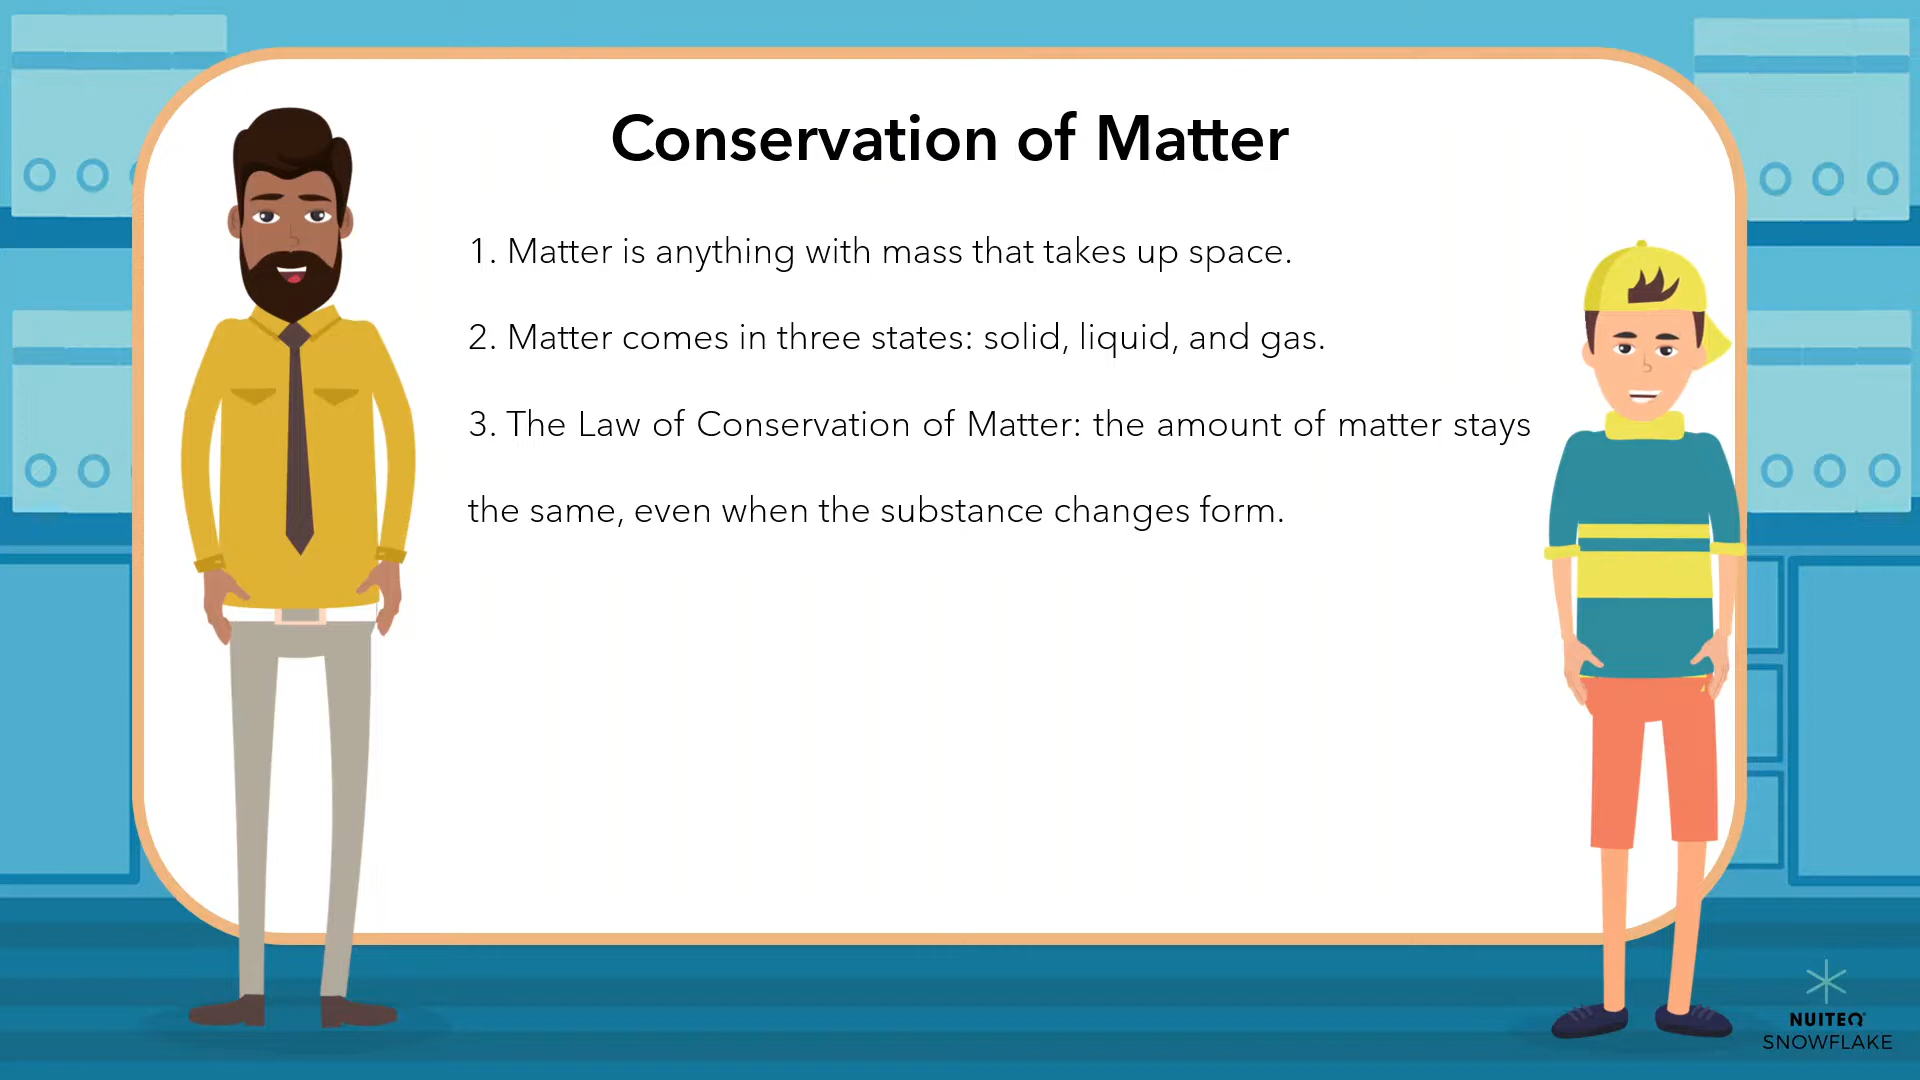 Conservation of Matter
1. Matter is anything with mass that takes up space.
2. Matter comes in three states: solid, liquid, and gas.
3. The Law of Conservation of Matter: the amount of matter stays
the same, even when the substance changes form.
NUITEQ
SNOWFLAKE